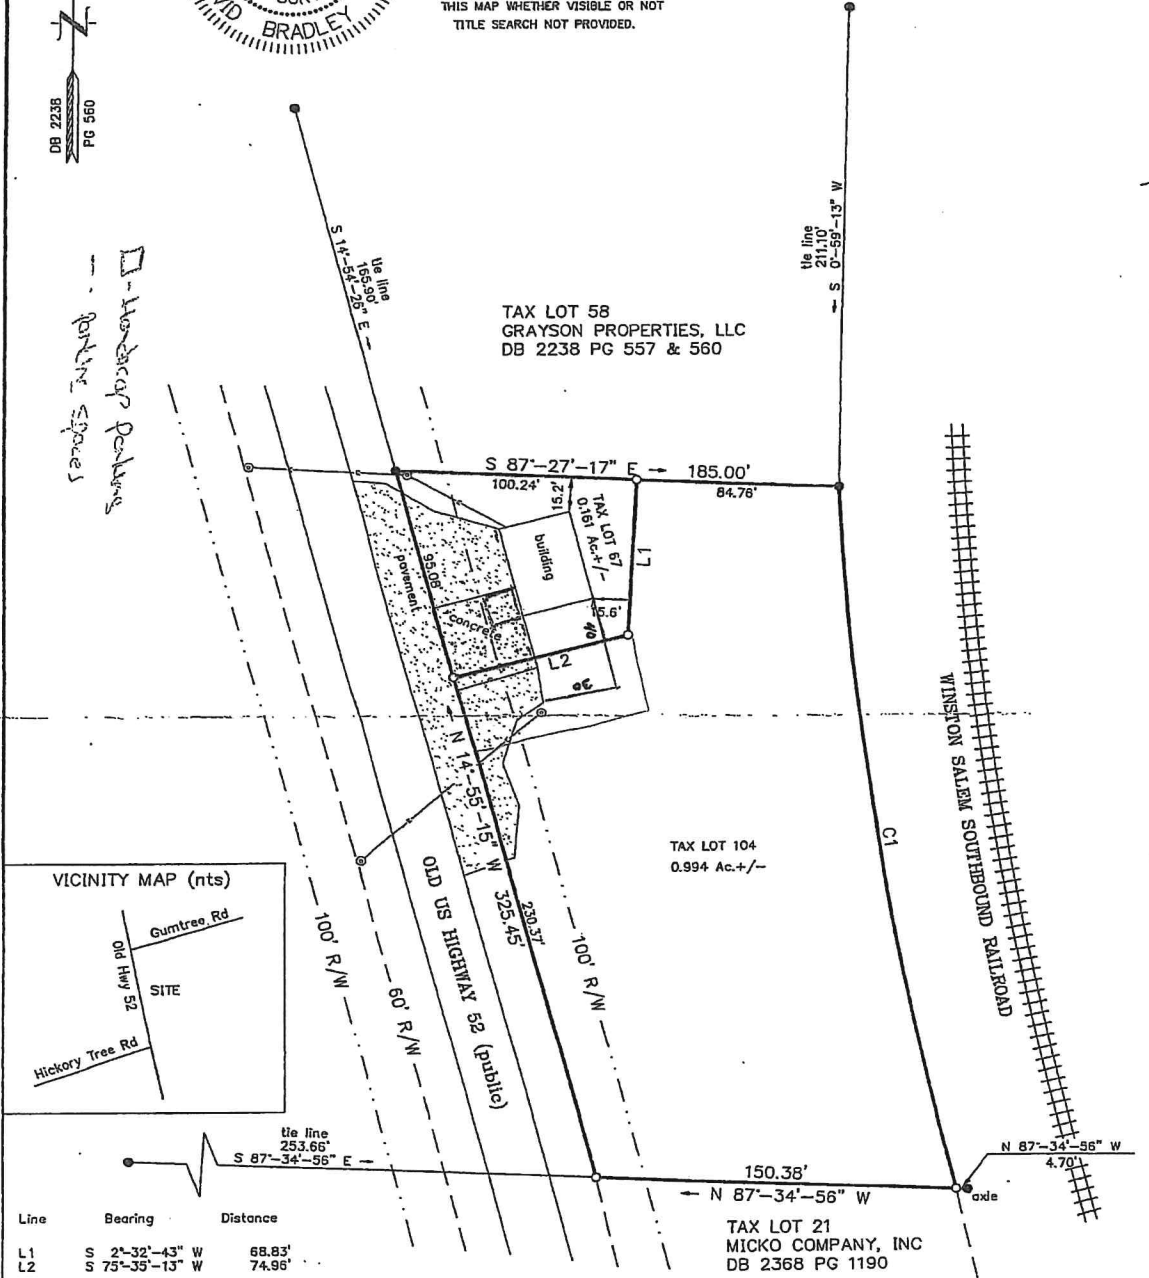 VID BRADLEY
THIS MAP WHETHER VISIBLE OR NOT
TITLE SEARCH NOT PROVIDED.
DB 2238
PG 560
S 14°-54'-26" E
tie line
165.90'
tie line
211.10'
S 0°-59'-13" W
TAX LOT 58
GRAYSON PROPERTIES, LLC
DB 2238 PG 557 & 560
□ - Handicap Parking
- - Parking Spaces
S 87°-27'-17" E
185.00'
100.24'
84.76'
15.2'
TAX LOT 67
0.161 Ac.+/-
L1
building
95.08'
pavement
concrete
5.6'
40
L2
30
N 14°-55'-15" W 325.45'
230.37'
TAX LOT 104
0.994 Ac.+/-
C1
WINSTON SALEM SOUTHBOUND RAILROAD
OLD US HIGHWAY 52 (public)
100' R/W
60' R/W
100' R/W
VICINITY MAP (nts)
Gumtree Rd
Old Hwy 52
SITE
Hickory Tree Rd
tie line
253.66'
S 87°-34'-56" E
150.38'
N 87°-34'-56" W
N 87°-34'-56" W
4.70'
axle
TAX LOT 21
MICKO COMPANY, INC
DB 2368 PG 1190
Line Bearing Distance
L1 S 2°-32'-43" W 68.83'
L2 S 75°-35'-13" W 74.96'